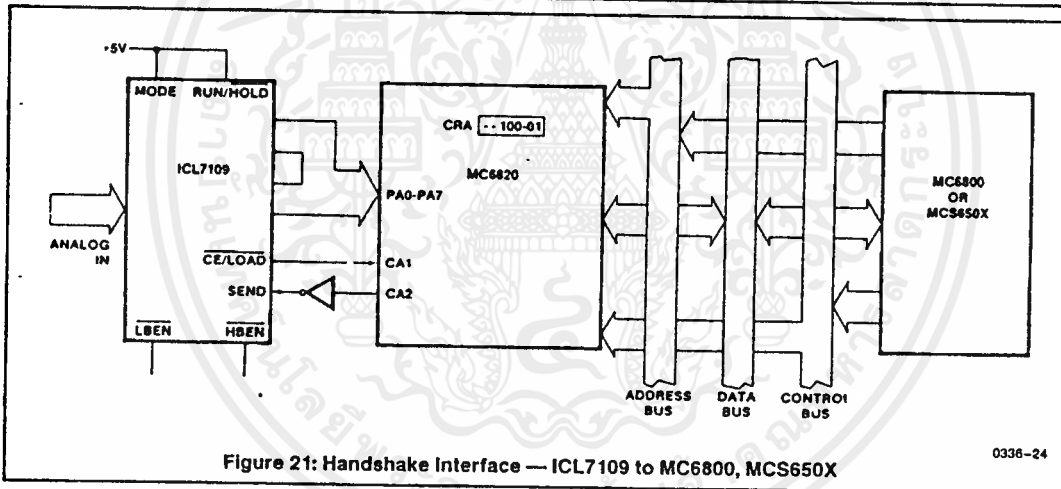 +5V
MODE RUN/HOLD
ICL7109
ANALOG
IN
CE/LOAD
SEND
LBEN HBEN
CRA - - 100-01
MC6820
PA0-PA7
CA1
CA2
ADDRESS
BUS
DATA
BUS
CONTROL
BUS
MC6800
OR
MCS650X
Figure 21: Handshake Interface — ICL7109 to MC6800, MCS650X
0336-24